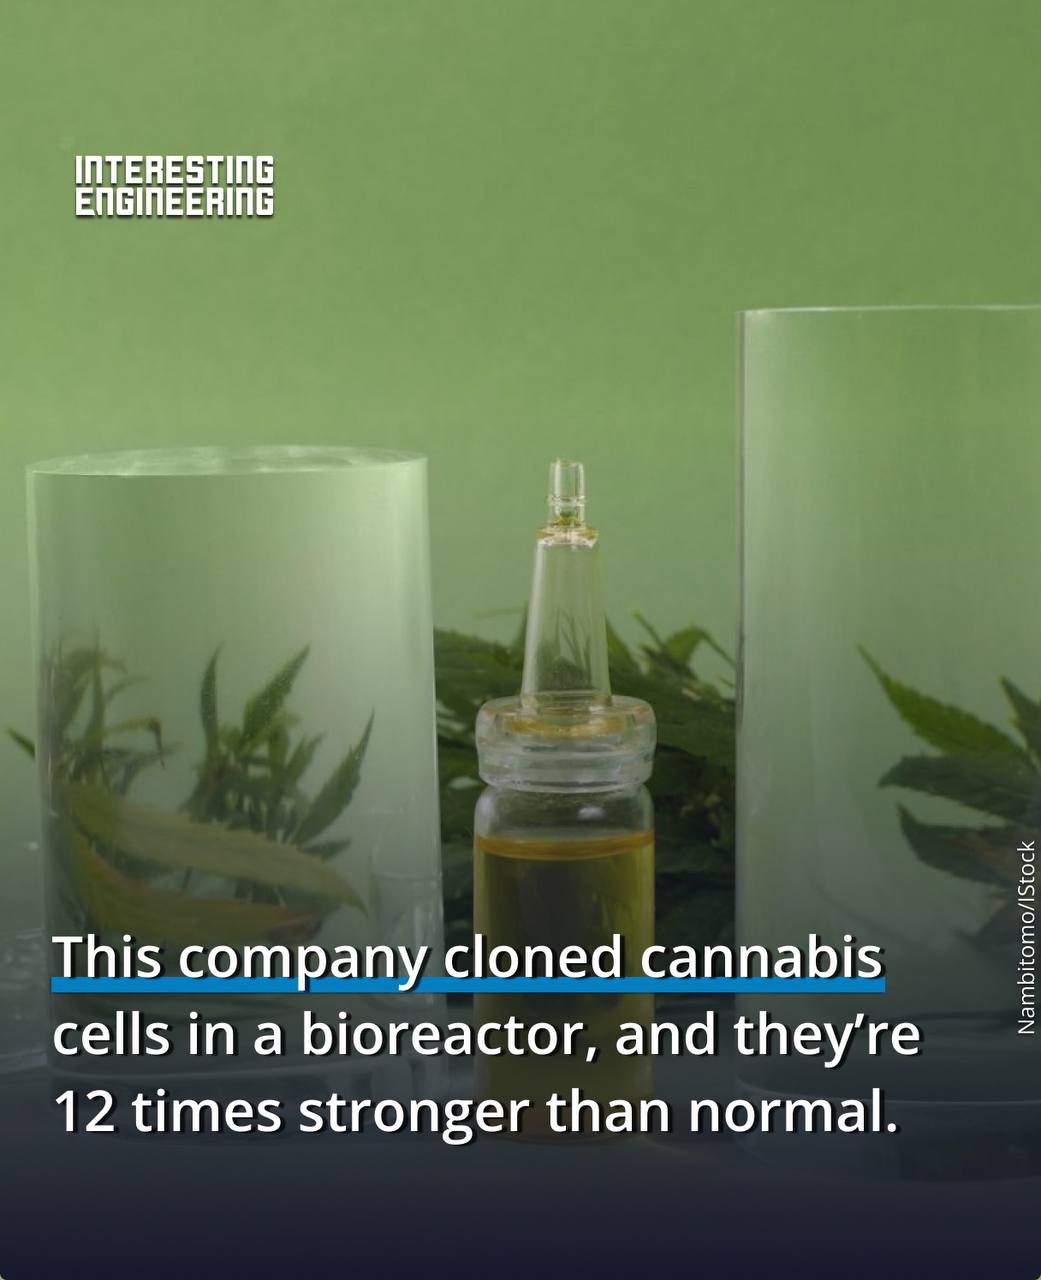 INTERESTING
ENGINEERING
Nambitomo/IStock
This company cloned cannabis
cells in a bioreactor, and they’re
12 times stronger than normal.